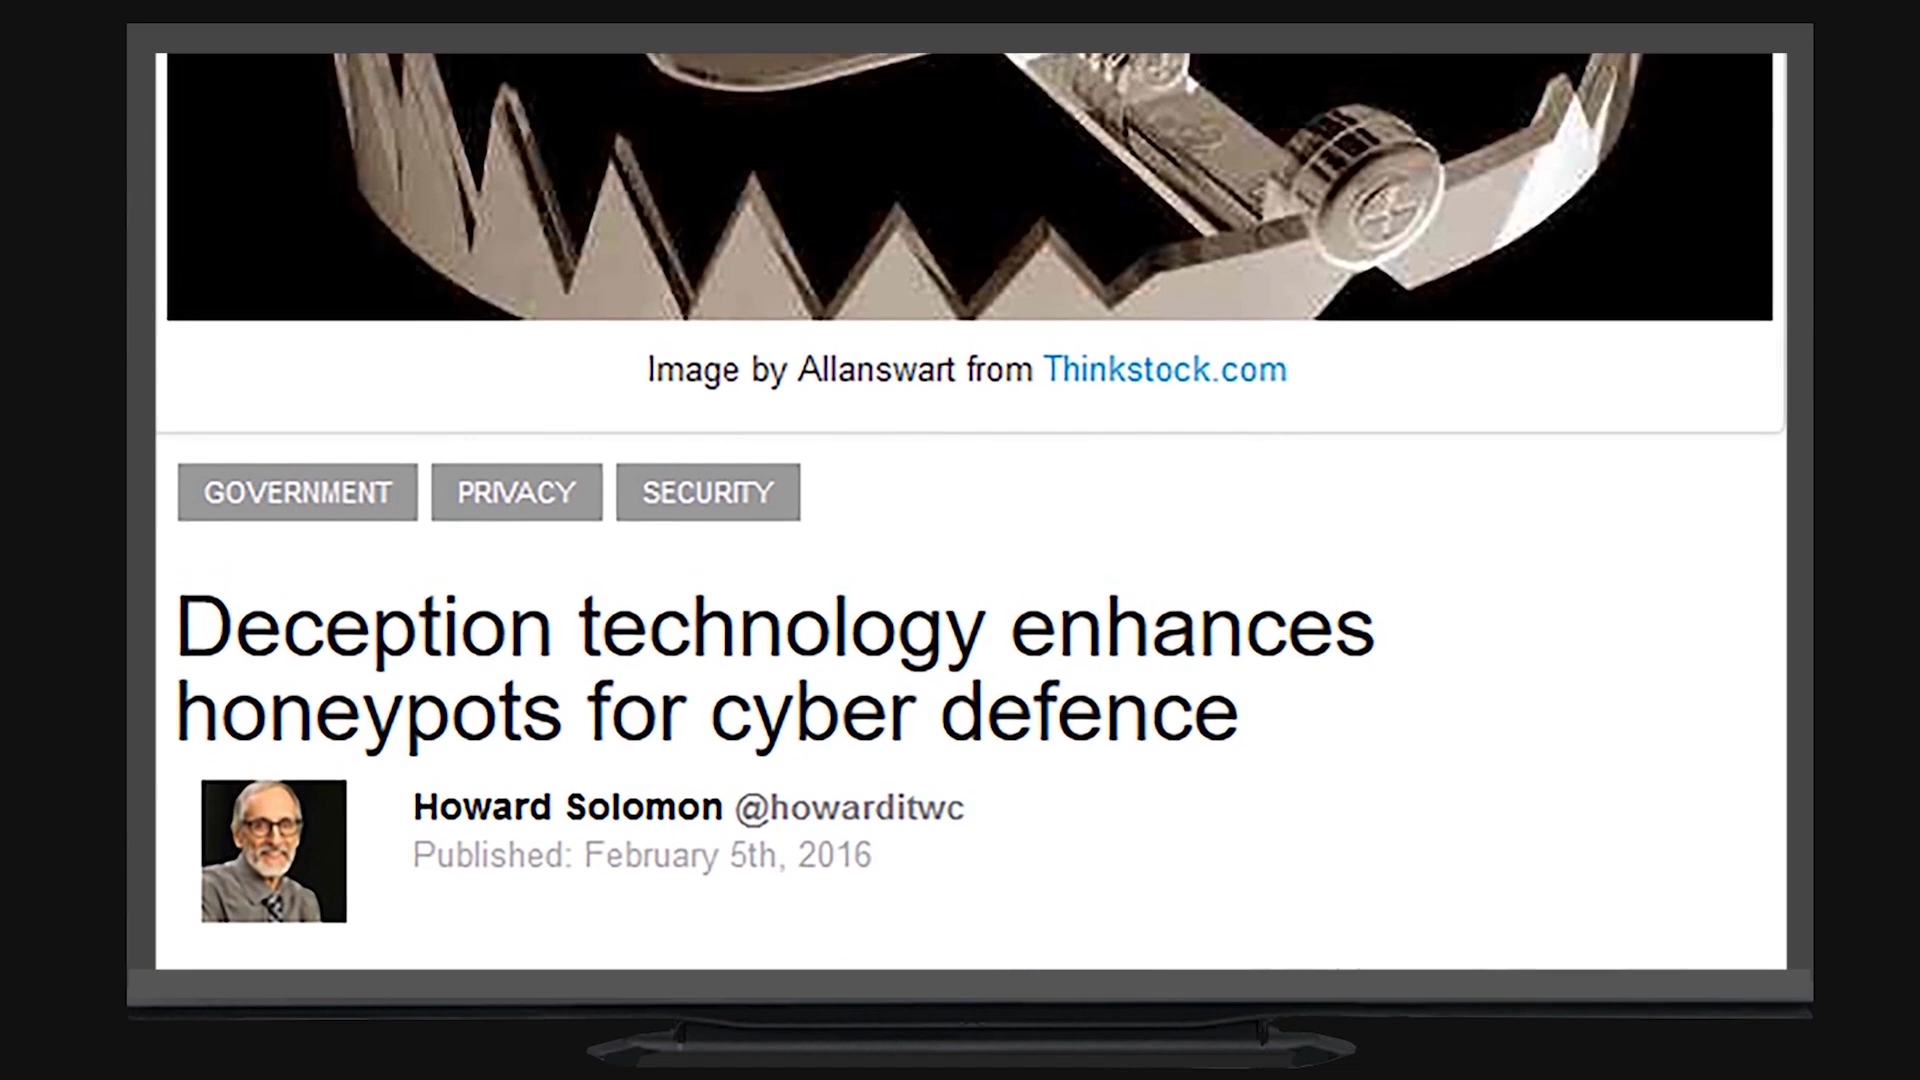 Image by Allanswart from Thinkstock.com
GOVERNMENT PRIVACY SECURITY
Deception technology enhances
honeypots for cyber defence
Howard Solomon @howarditwc
Published: February 5th, 2016